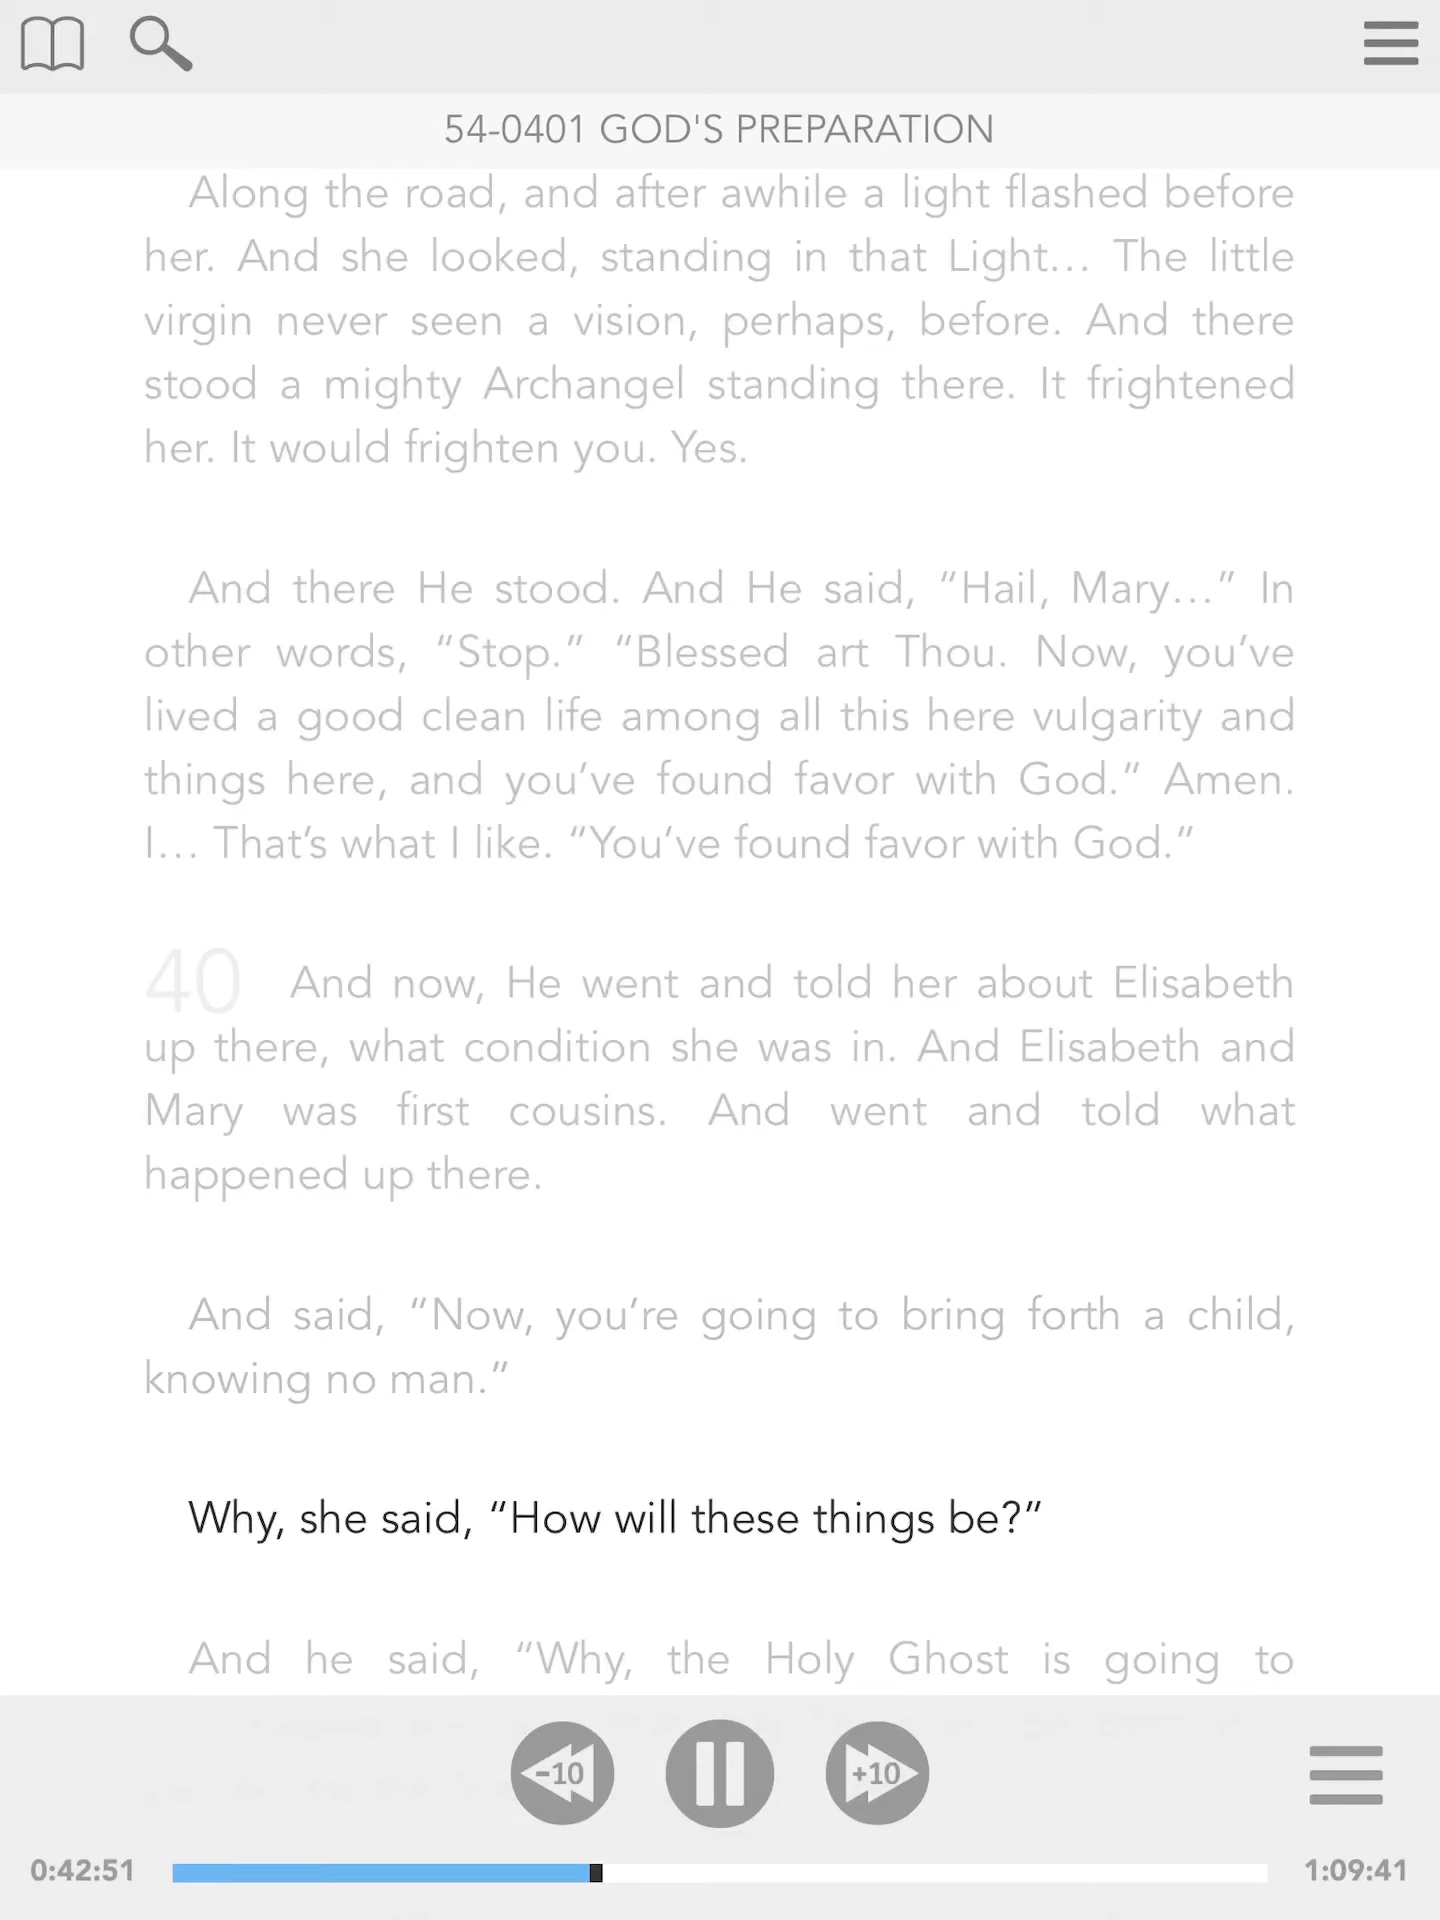 54-0401 GOD'S PREPARATION
Along the road, and after awhile a light flashed before
her. And she looked, standing in that Light… The little
virgin never seen a vision, perhaps, before. And there
stood a mighty Archangel standing there. It frightened
her. It would frighten you. Yes.
And there He stood. And He said, “Hail, Mary…” In
other words, “Stop.” “Blessed art Thou. Now, you’ve
lived a good clean life among all this here vulgarity and
things here, and you’ve found favor with God.” Amen.
I… That’s what I like. “You’ve found favor with God.”
40 And now, He went and told her about Elisabeth
up there, what condition she was in. And Elisabeth and
Mary was first cousins. And went and told what
happened up there.
And said, “Now, you’re going to bring forth a child,
knowing no man.”
Why, she said, “How will these things be?”
And he said, “Why, the Holy Ghost is going to
-10 +10
0:42:51 1:09:41